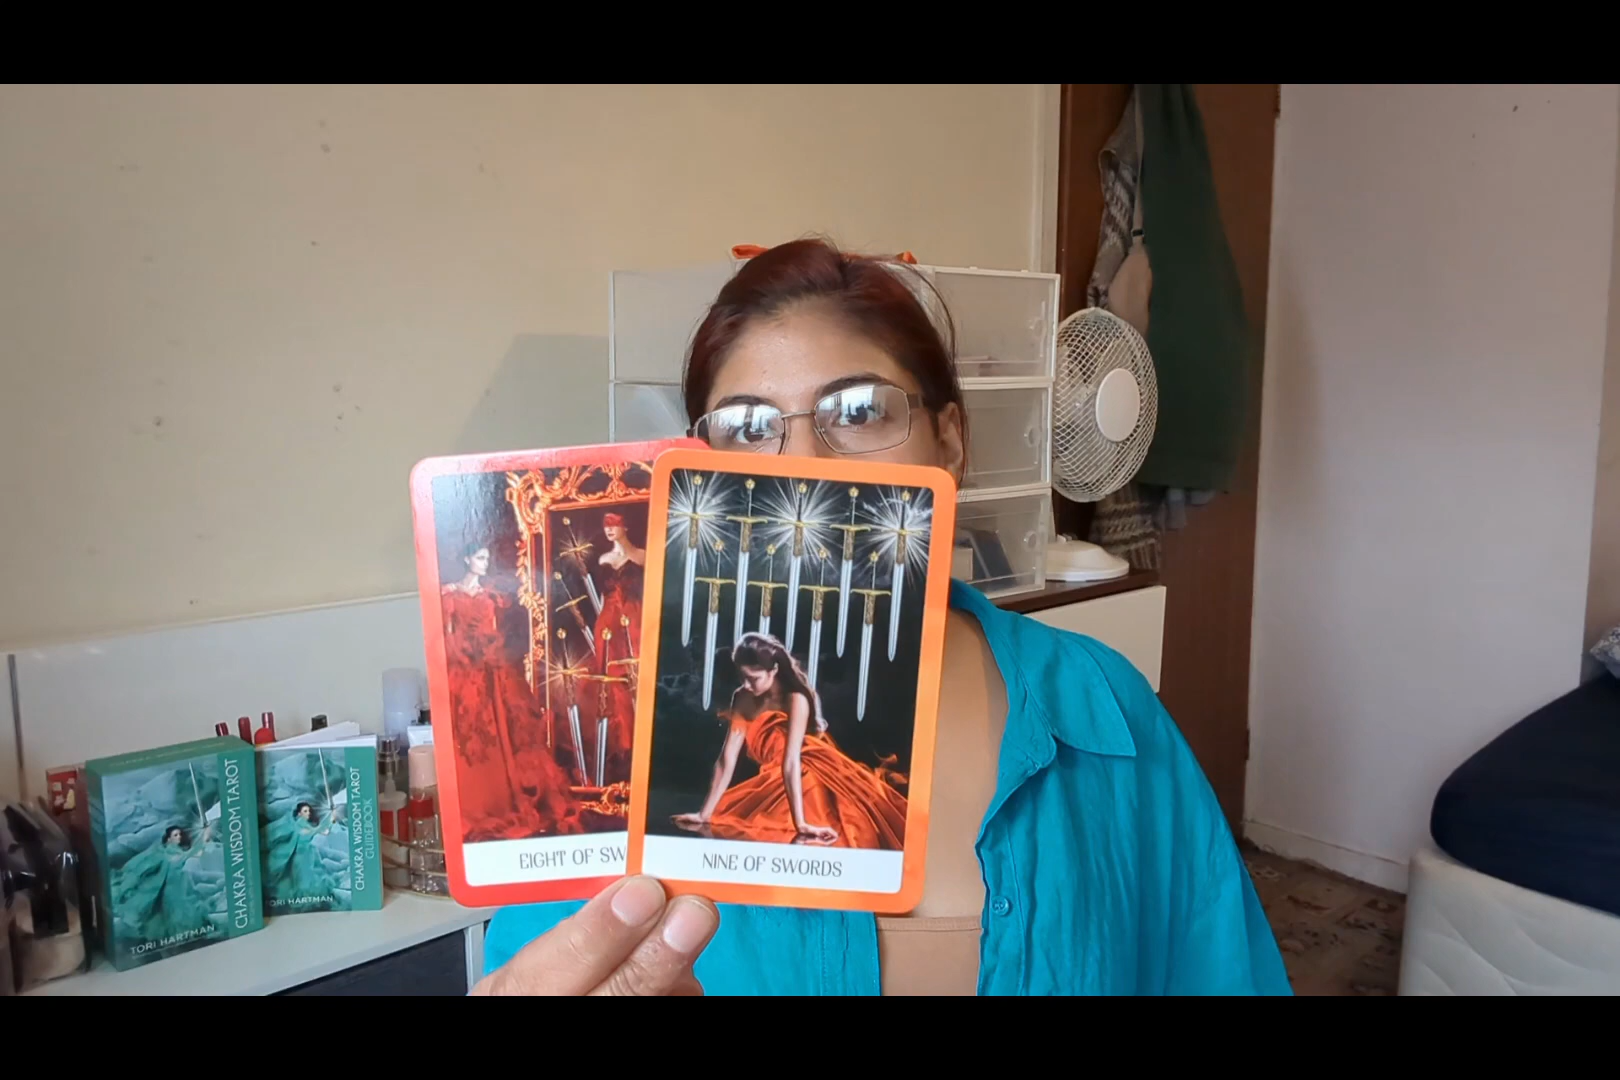 EIGHT OF SW
NINE OF SWORDS
CHAKRA WISDOM TAROT
TORI HARTMAN
CHAKRA WISDOM TAROT
GUIDEBOOK
TORI HARTMAN